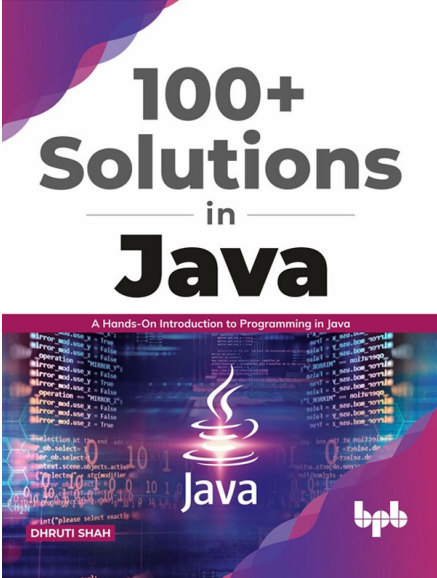 100+
Solutions
in
Java
A Hands-On Introduction to Programming in Java
Java
DHRUTI SHAH
bpb